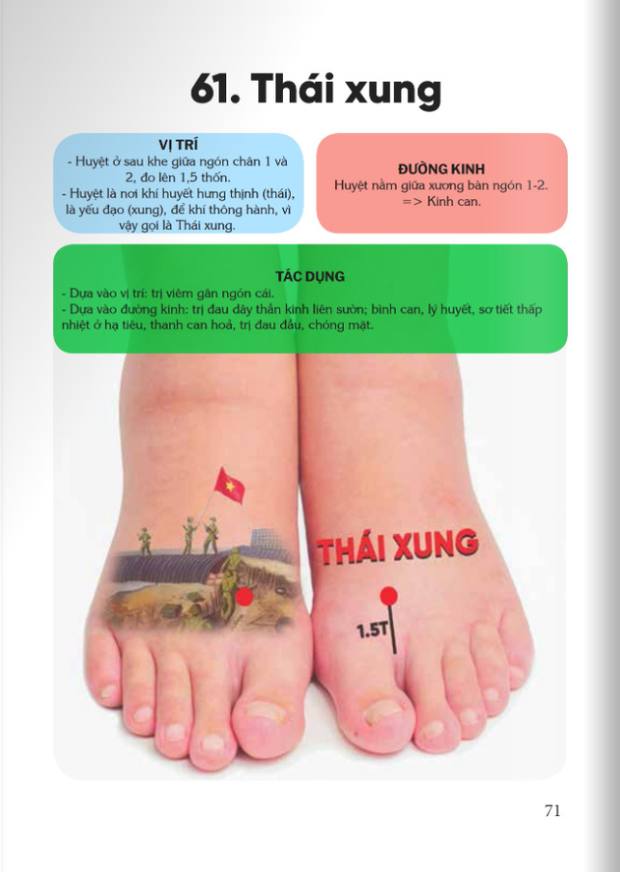 61. Thái xung
VỊ TRÍ
- Huyệt ở sau khe giữa ngón chân 1 và
2, đo lên 1,5 thốn.
- Huyệt là nơi khí huyết hưng thịnh (thái),
là yếu đạo (xung), để khí thông hành, vì
vậy gọi là Thái xung.
ĐƯỜNG KINH
Huyệt nằm giữa xương bàn ngón 1-2.
=> Kinh can.
TÁC DỤNG
- Dựa vào vị trí: trị viêm gân ngón cái.
- Dựa vào đường kinh: trị đau dây thần kinh liên sườn; bình can, lý huyết, sơ tiết thấp
nhiệt ở hạ tiêu, thanh can hoả, trị đau đầu, chóng mặt.
THÁI XUNG
1.5T
71